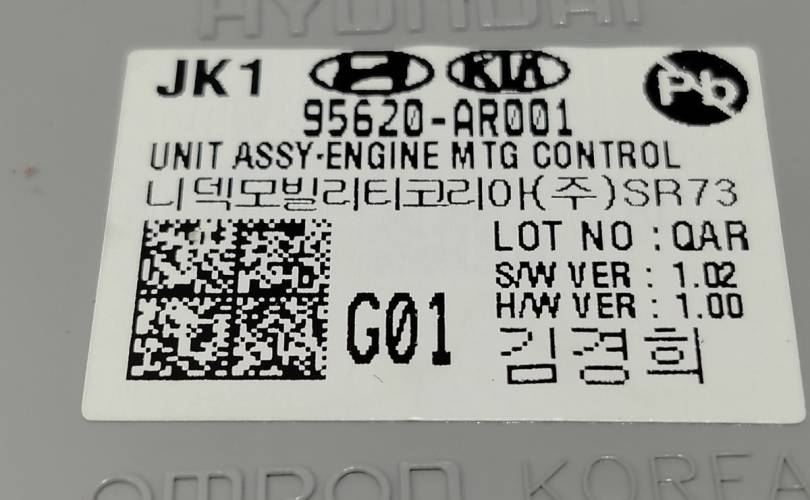 HYUNDAI
JK1 KIA Pb
95620-AR001
UNIT ASSY-ENGINE MTG CONTROL
니덱모빌리티코리아(주)SR73
LOT NO : QAR
S/W VER : 1.02
G01
H/W VER : 1.00
김경희
OMRON KOREA